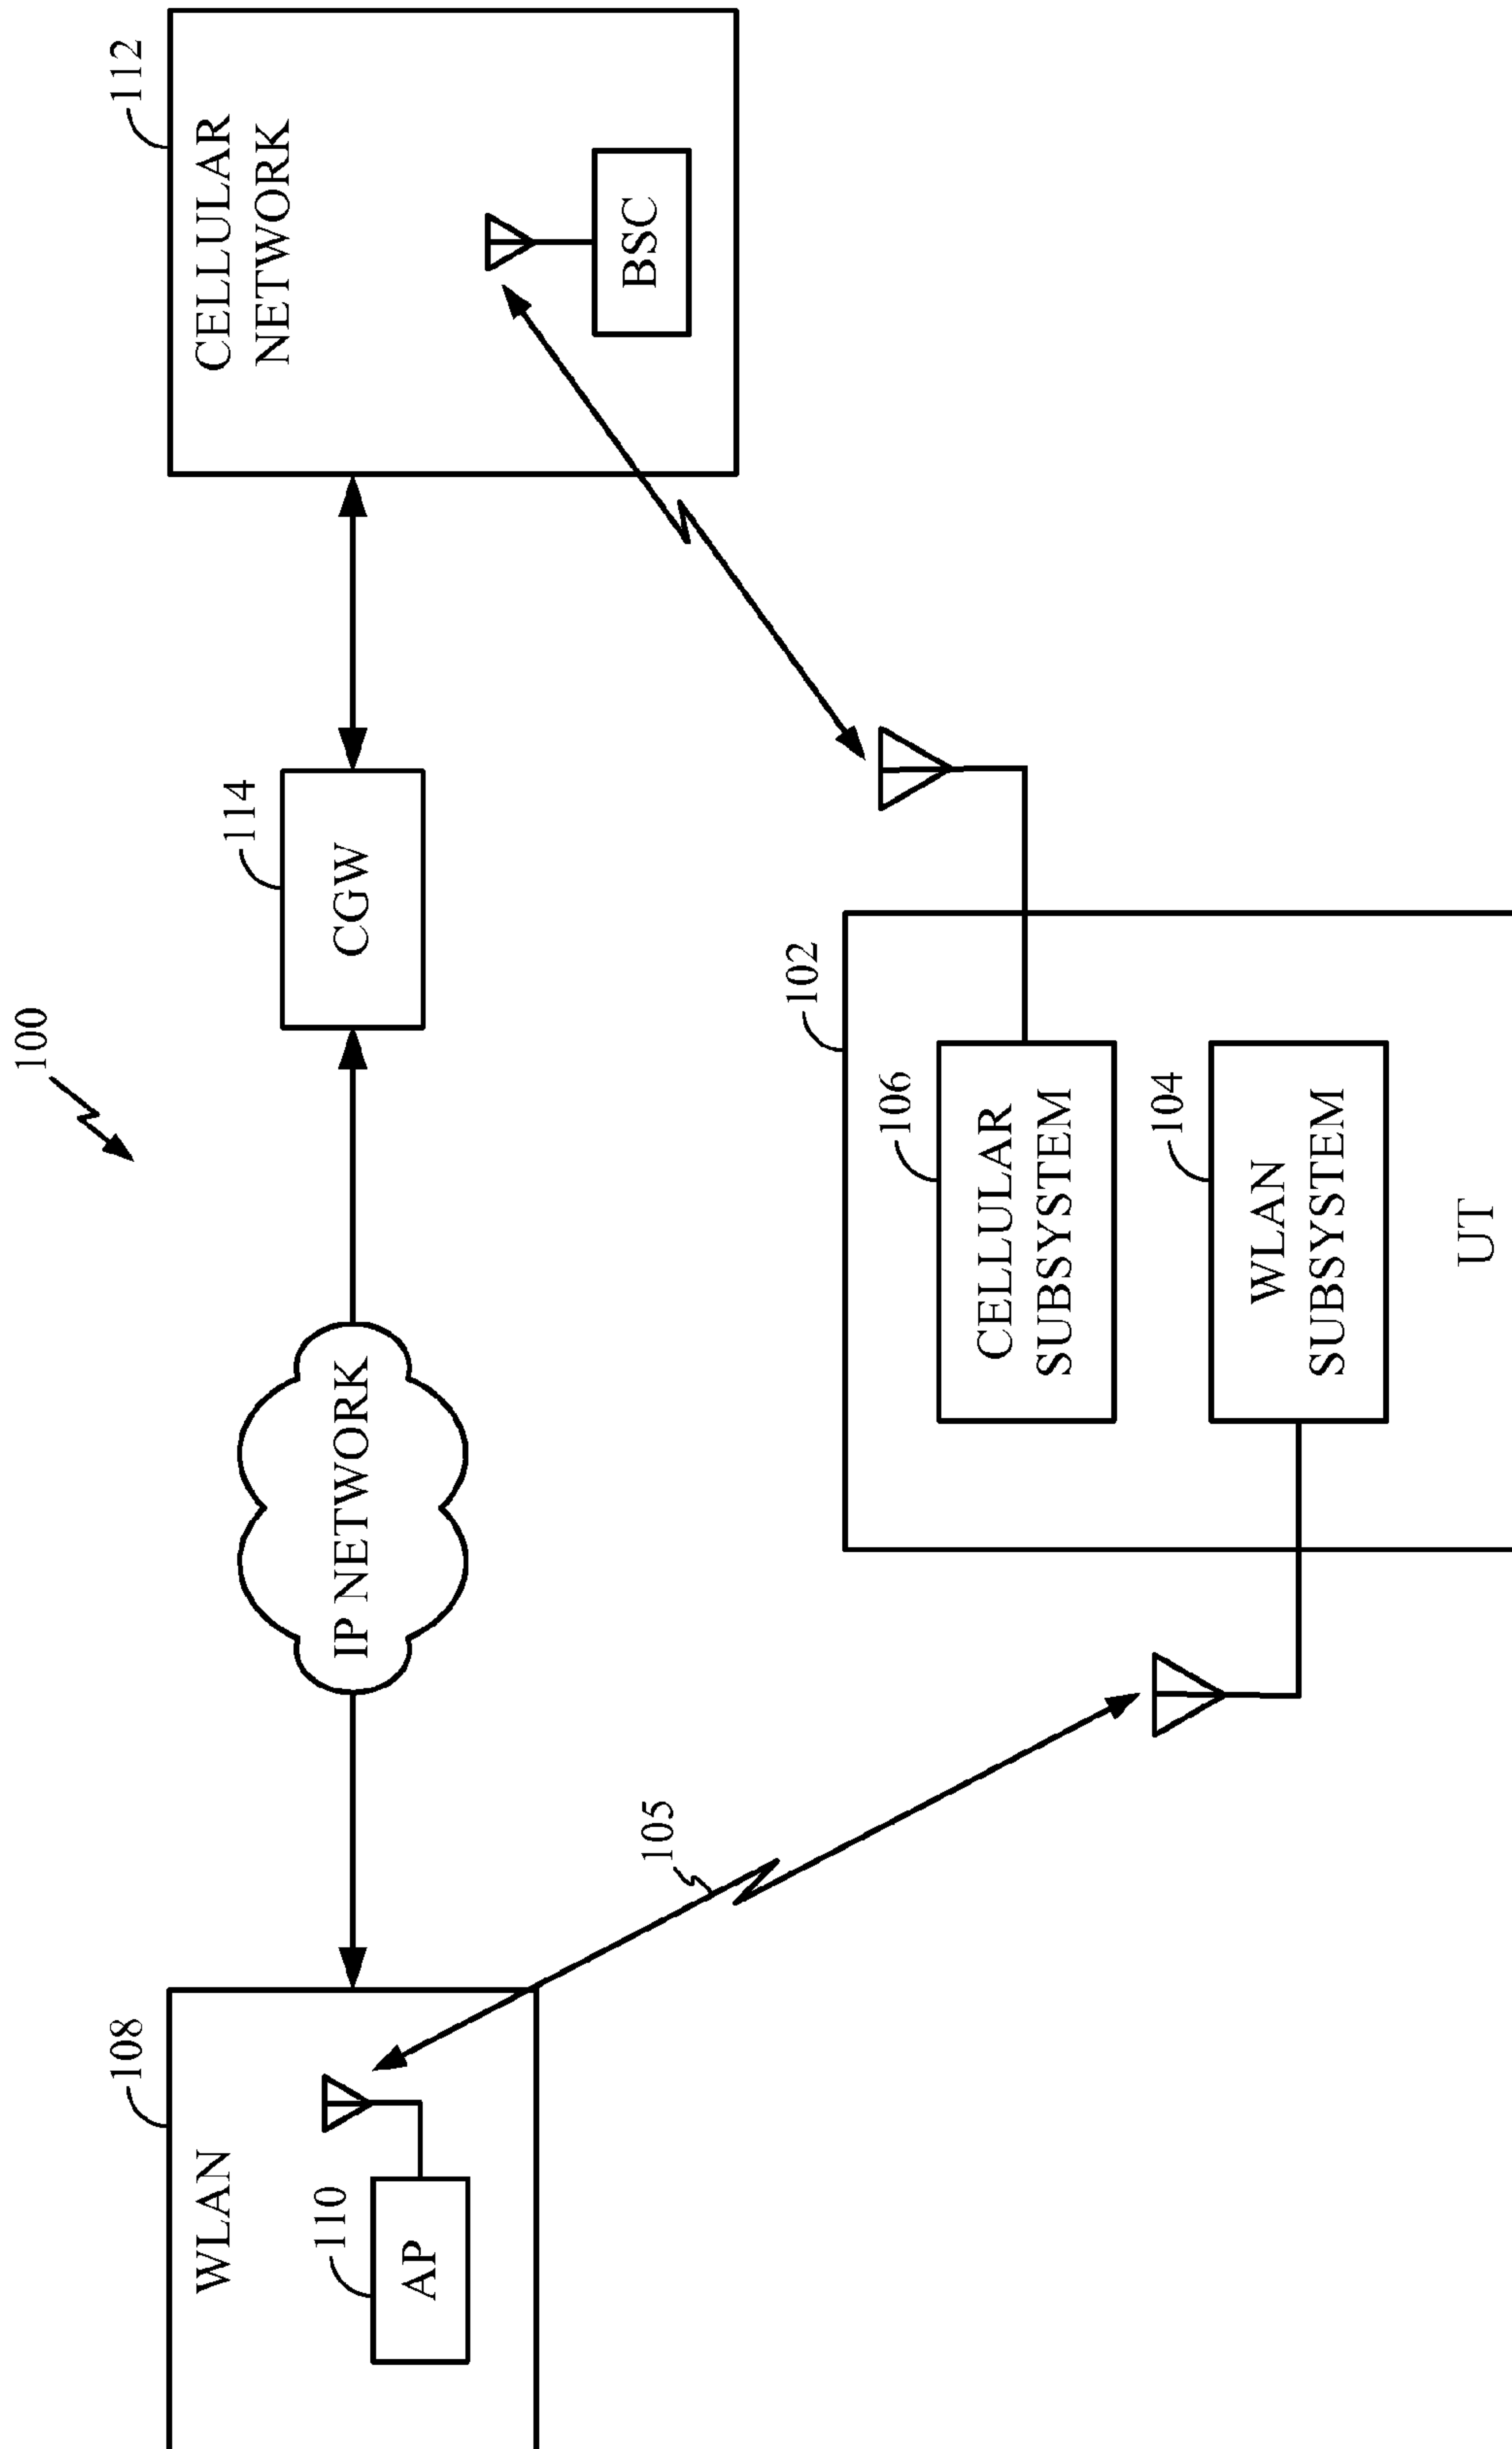 100
108
WLAN
110
AP
IP NETWORK
114
CGW
112
CELLULAR
NETWORK
BSC
105
102
106
CELLULAR
SUBSYSTEM
104
WLAN
SUBSYSTEM
UT